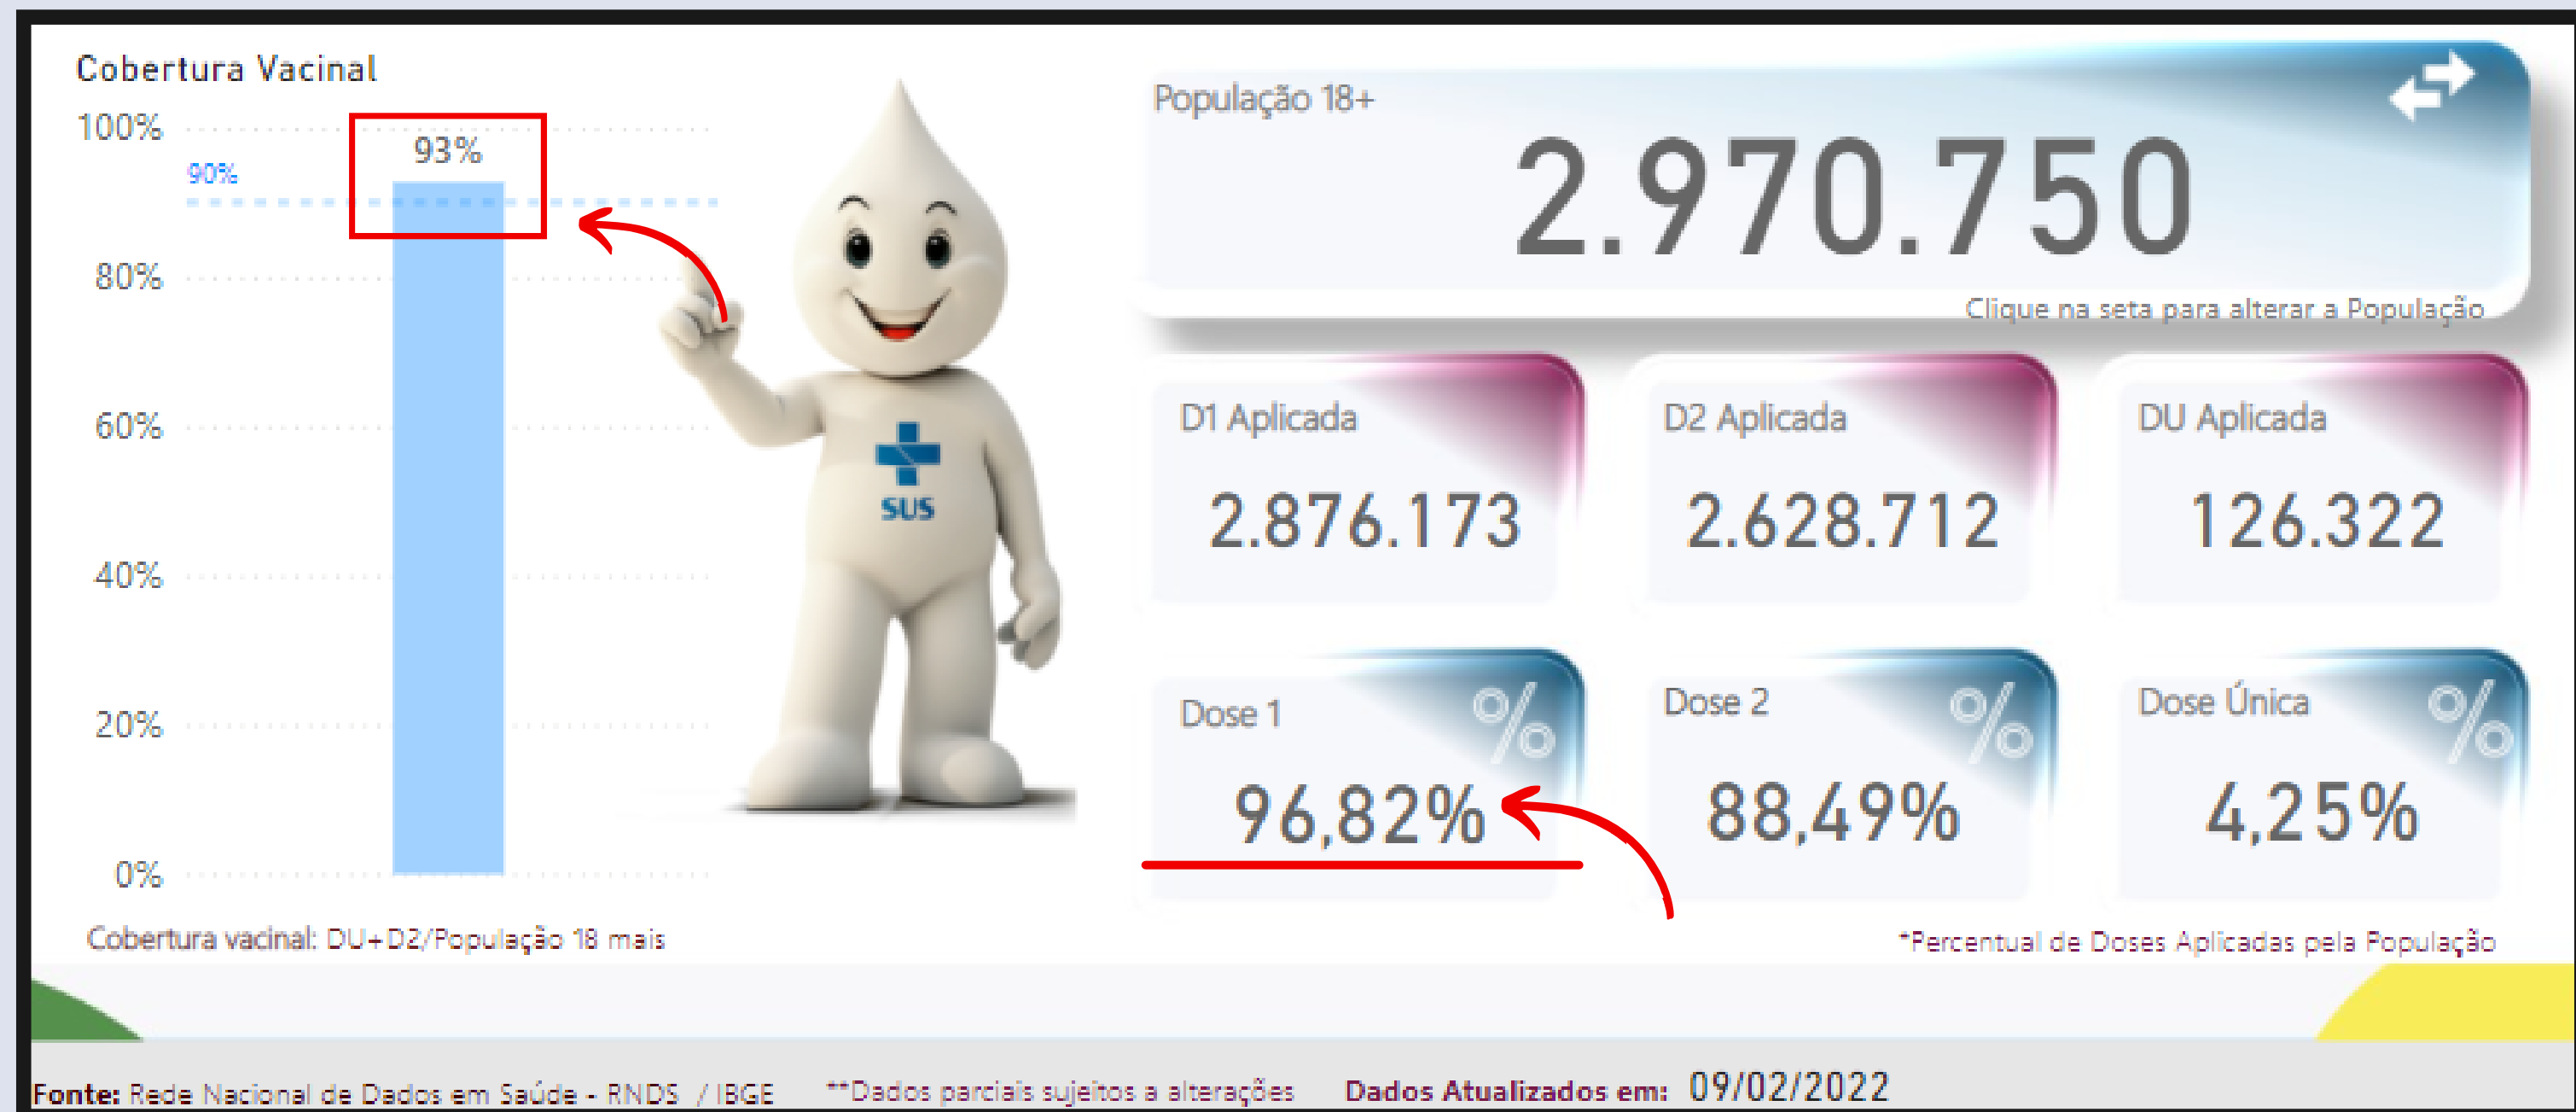 Cobertura Vacinal
100%
93%
90%
80%
60%
40%
20%
0%
Cobertura vacinal: DU+D2/População 18 mais
SUS
População 18+
2.970.750
Clique na seta para alterar a População
D1 Aplicada
2.876.173
D2 Aplicada
2.628.712
DU Aplicada
126.322
Dose 1
%
96,82%
Dose 2
%
88,49%
Dose Única
%
4,25%
*Percentual de Doses Aplicadas pela População
Fonte: Rede Nacional de Dados em Saúde - RNDS / IBGE **Dados parciais sujeitos a alterações Dados Atualizados em: 09/02/2022